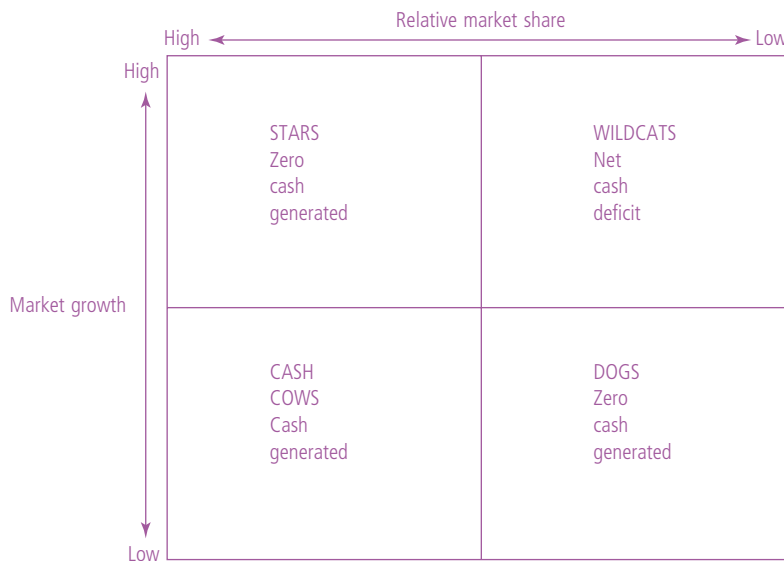 Relative market share
High
Low
High
STARS
Zero
cash
generated
WILDCATS
Net
cash
deficit
Market growth
CASH
COWS
Cash
generated
DOGS
Zero
cash
generated
Low